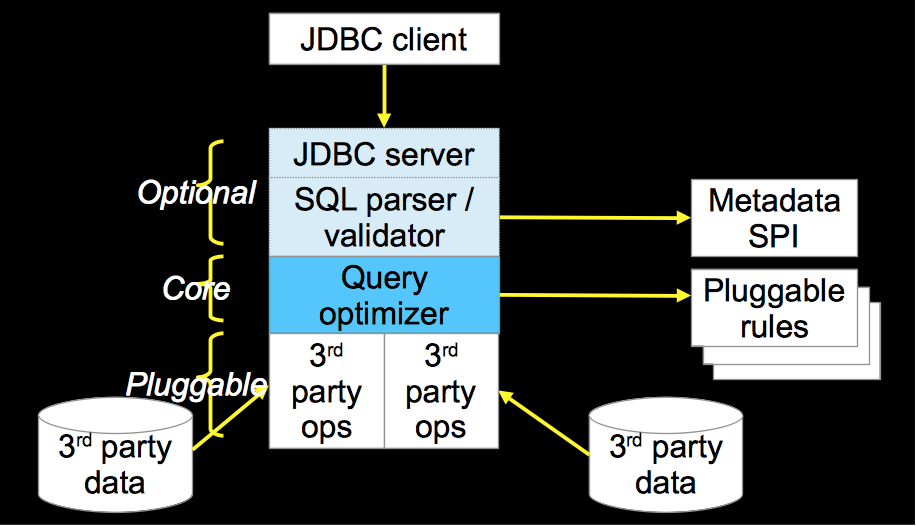 JDBC client
JDBC server
Optional
SQL parser /
validator
Metadata
SPI
Core
Query
optimizer
Pluggable
rules
Pluggable
3rd
party
ops
3rd
party
ops
3rd party
data
3rd party
data